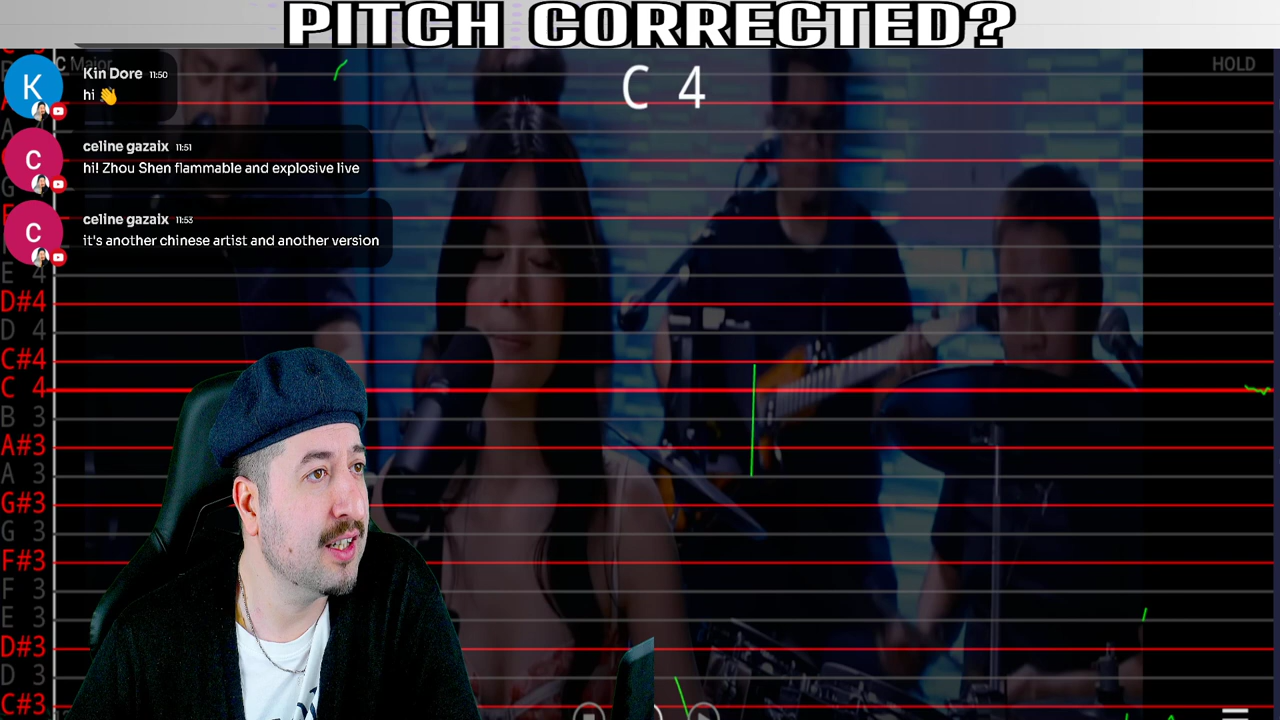 PITCH CORRECTED?
C Major
HOLD
C 4
Kin Dore 11:50
hi 👋
celine gazaix 11:51
hi! Zhou Shen flammable and explosive live
celine gazaix 11:53
it's another chinese artist and another version
K
C
C
A 4
G
E 4
D#4
D 4
C#4
C 4
B 3
A#3
A 3
G#3
G 3
F#3
F 3
E 3
D#3
D 3
C#3